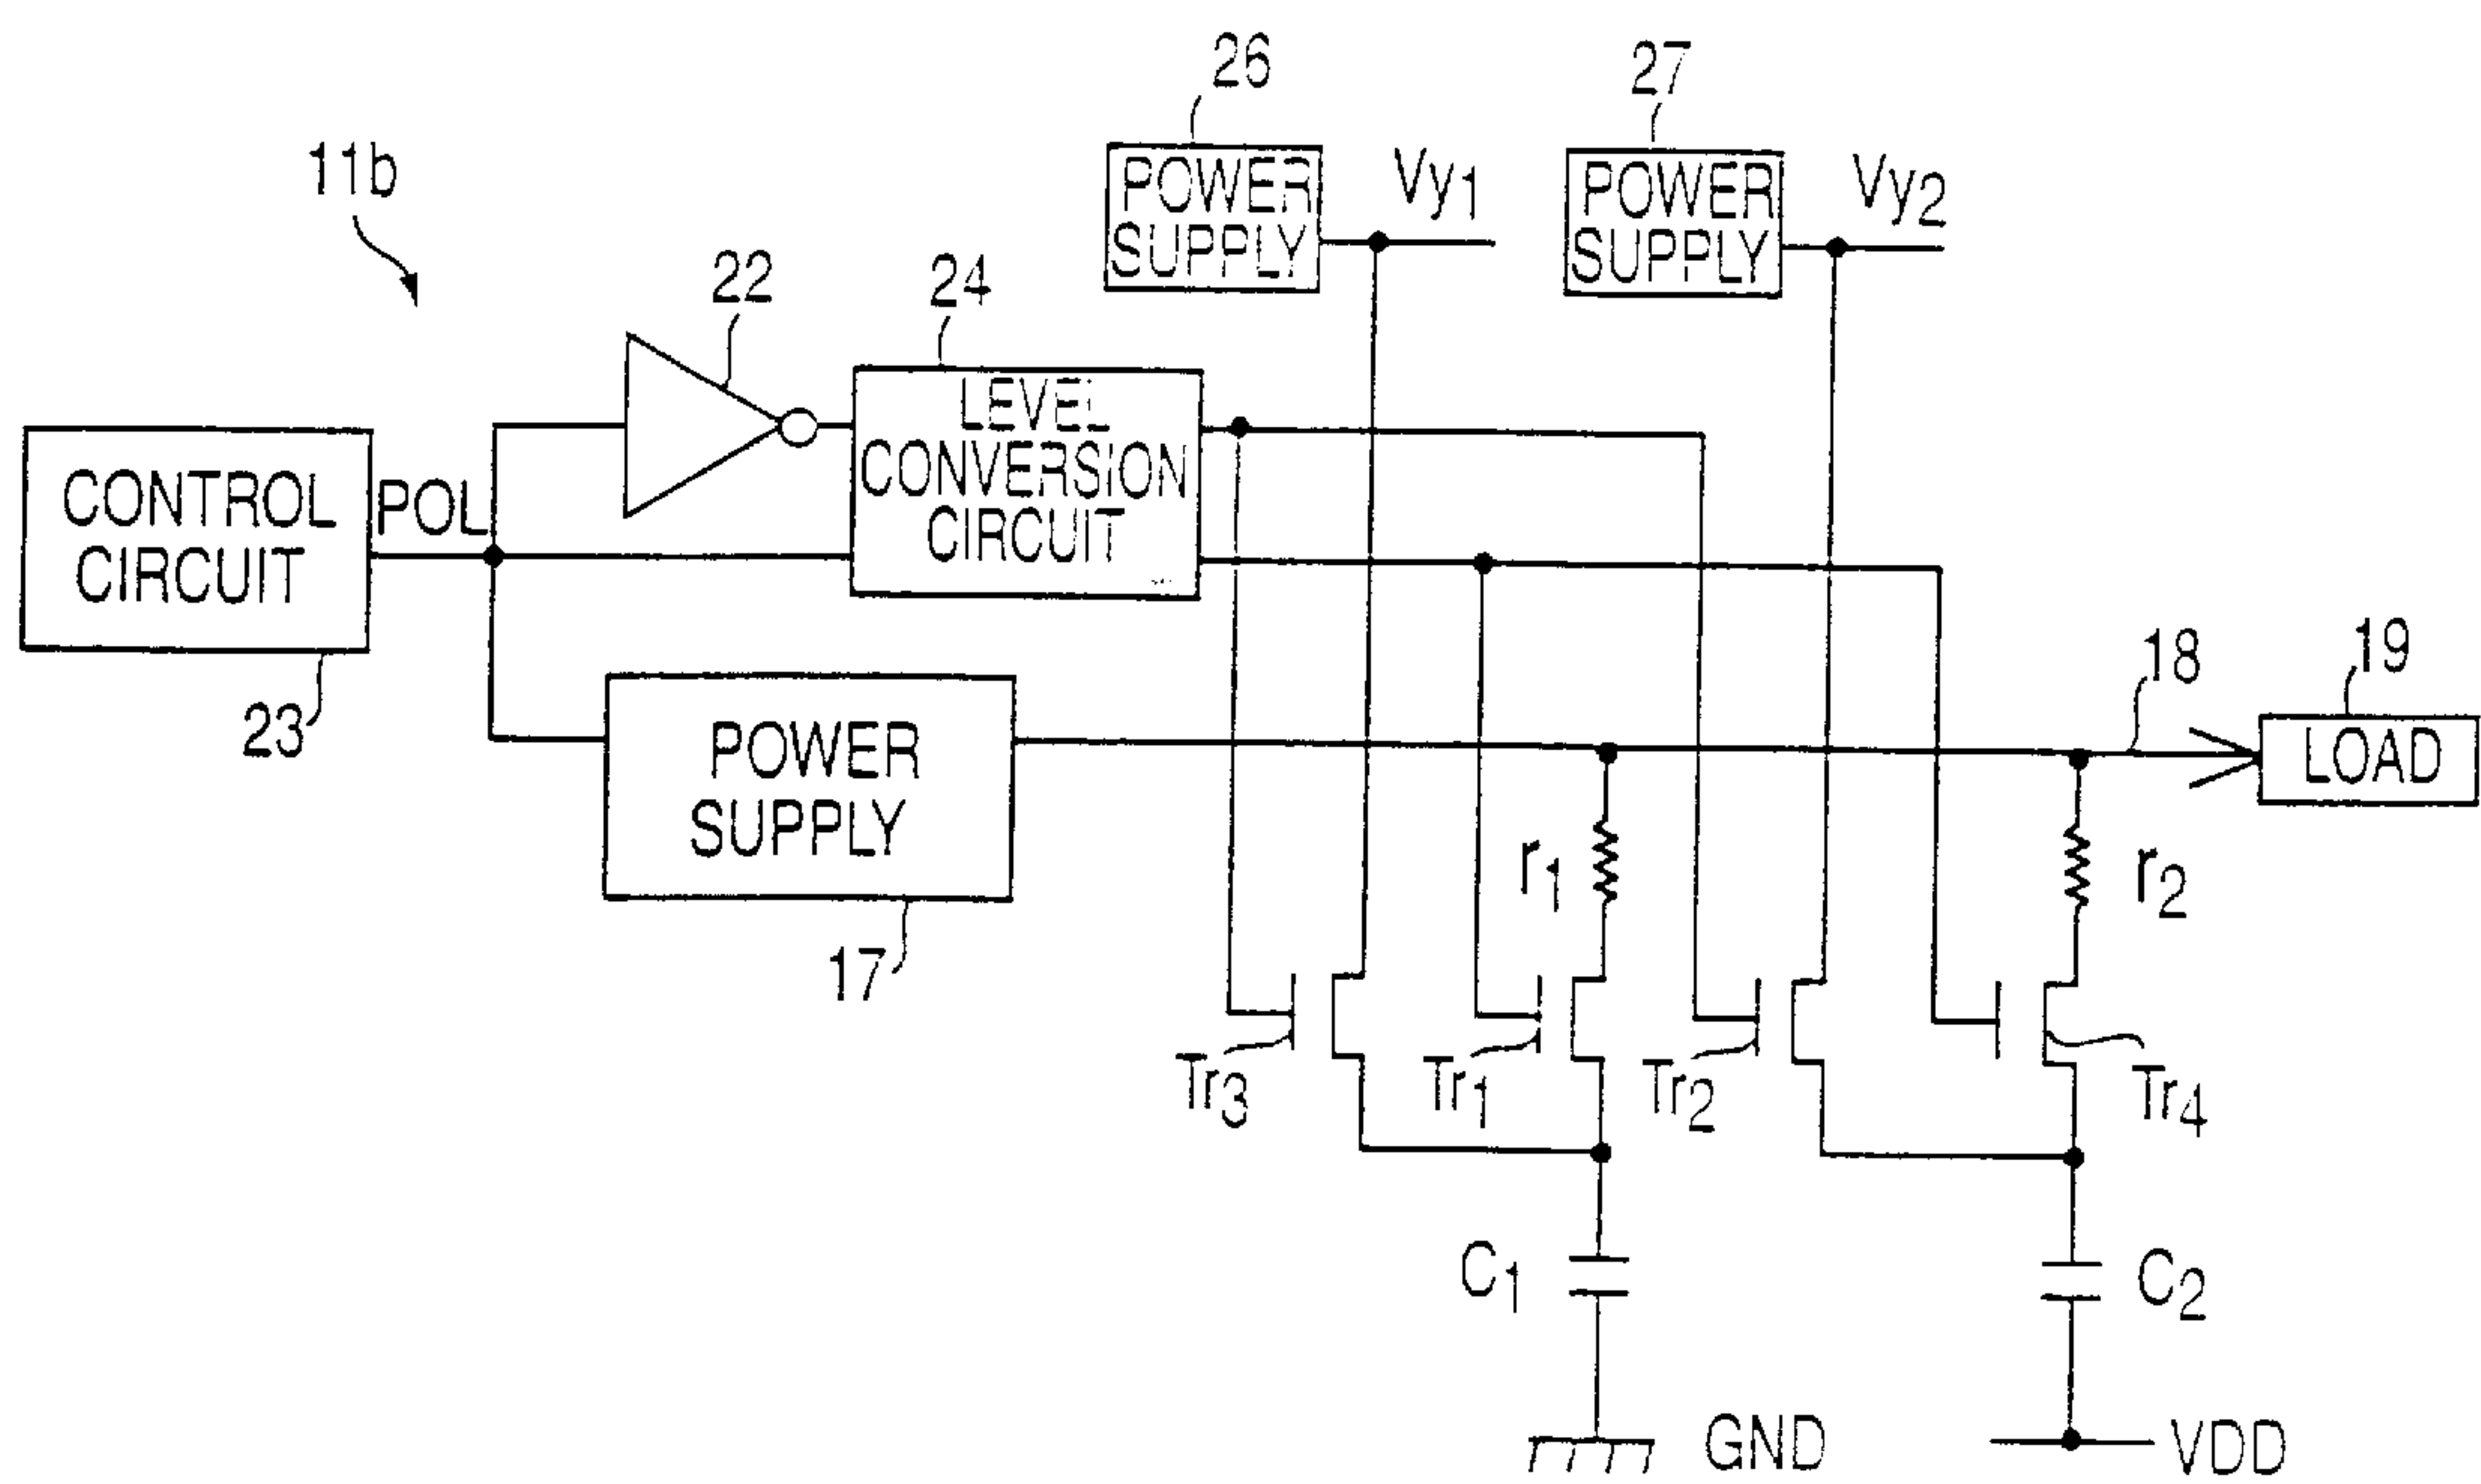 26
27
11b
POWER
SUPPLY
Vy1
POWER
SUPPLY
Vy2
22
24
LEVEL
CONVERSION
CIRCUIT
CONTROL
CIRCUIT
POL
23
POWER
SUPPLY
17
18
19
LOAD
r1
r2
Tr3
Tr1
Tr2
Tr4
C1
C2
GND
VDD